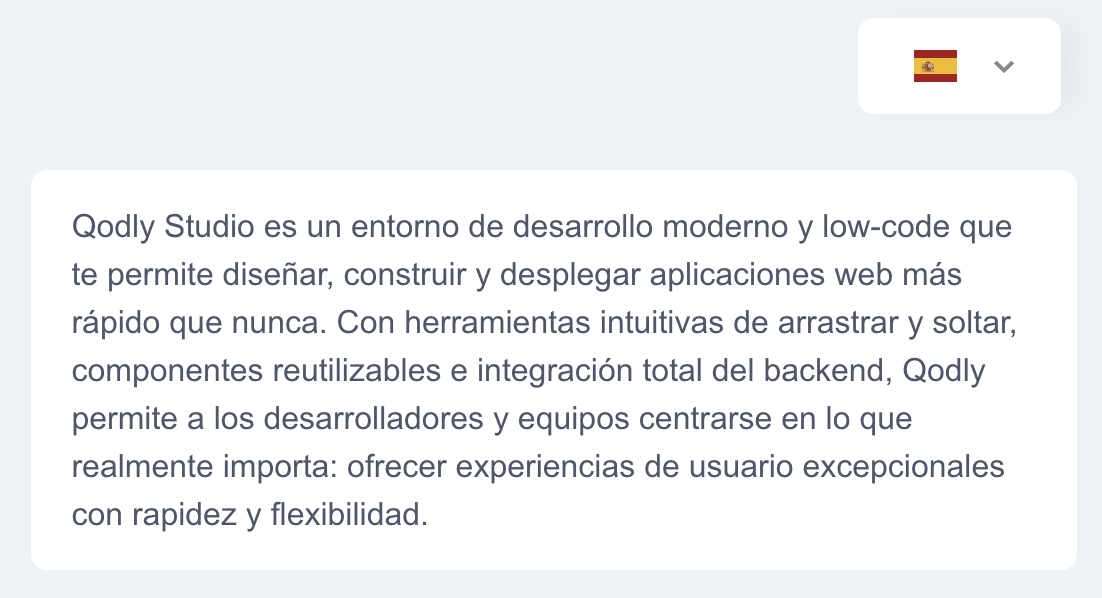 Qodly Studio es un entorno de desarrollo moderno y low-code que
te permite diseñar, construir y desplegar aplicaciones web más
rápido que nunca. Con herramientas intuitivas de arrastrar y soltar,
componentes reutilizables e integración total del backend, Qodly
permite a los desarrolladores y equipos centrarse en lo que
realmente importa: ofrecer experiencias de usuario excepcionales
con rapidez y flexibilidad.